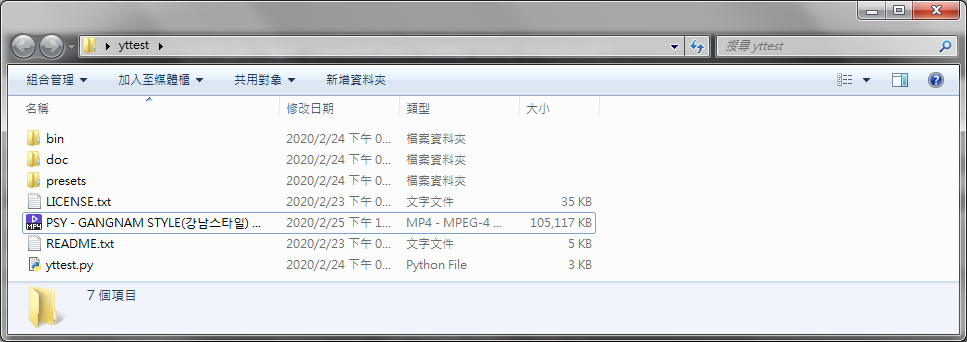 yttest
搜尋 yttest
組合管理 加入至媒體櫃 共用對象 新增資料夾
名稱 修改日期 類型 大小
bin 2020/2/24 下午 0... 檔案資料夾
doc 2020/2/24 下午 0... 檔案資料夾
presets 2020/2/24 下午 0... 檔案資料夾
LICENSE.txt 2020/2/23 下午 0... 文字文件 35 KB
MP4 PSY - GANGNAM STYLE(강남스타일) ... 2020/2/25 下午 1... MP4 - MPEG-4 ... 105,117 KB
README.txt 2020/2/23 下午 0... 文字文件 5 KB
yttest.py 2020/2/24 下午 0... Python File 3 KB
7 個項目